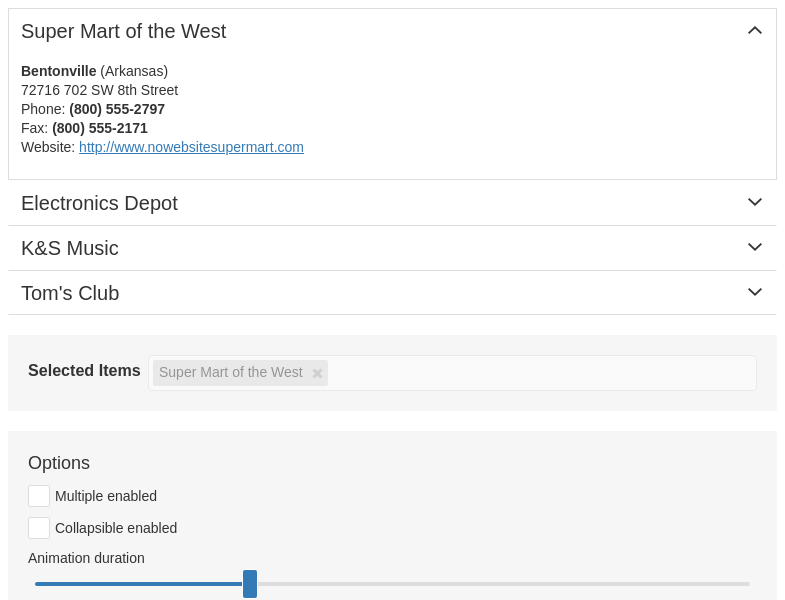 Super Mart of the West
Bentonville (Arkansas)
72716 702 SW 8th Street
Phone: (800) 555-2797
Fax: (800) 555-2171
Website: http://www.nowebsitesupermart.com
Electronics Depot
K&S Music
Tom's Club
Selected Items Super Mart of the West
Options
Multiple enabled
Collapsible enabled
Animation duration